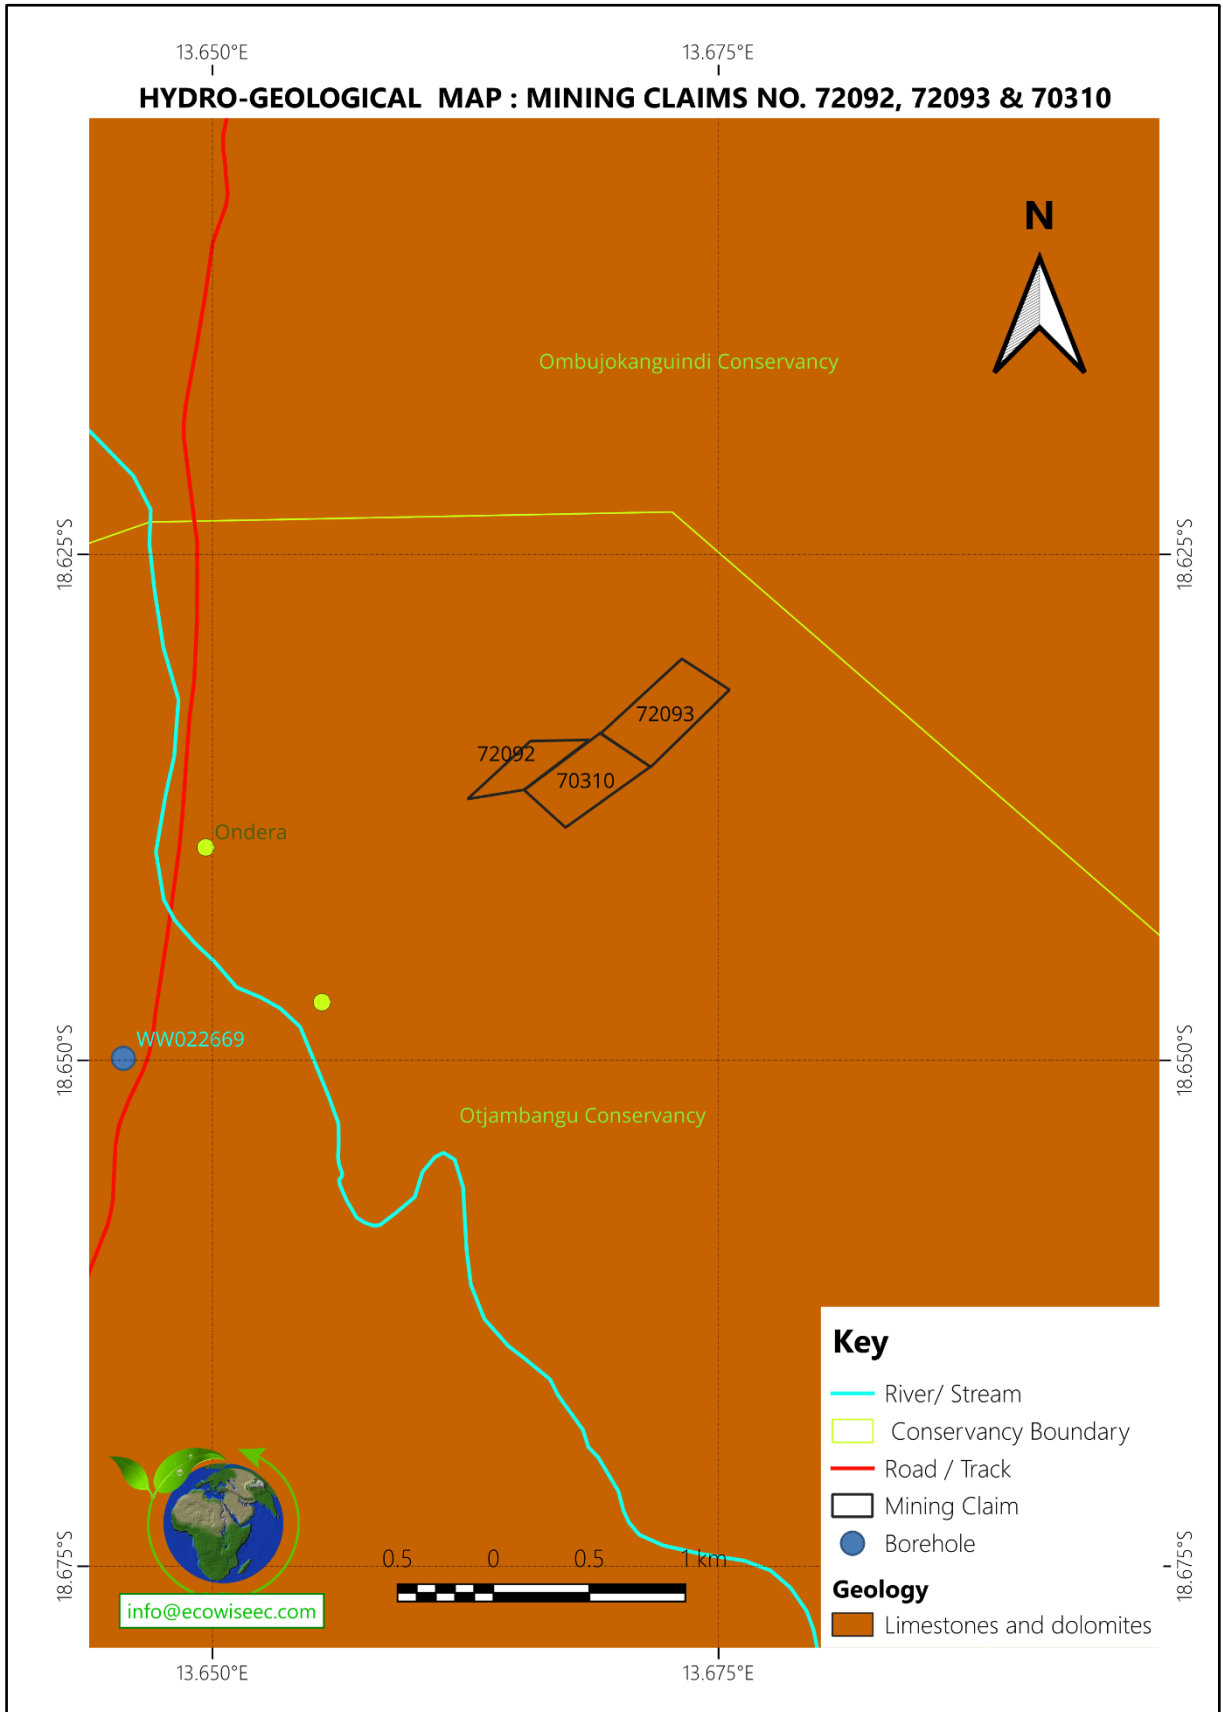 13.650°E 13.675°E
HYDRO-GEOLOGICAL MAP : MINING CLAIMS NO. 72092, 72093 & 70310
N
Ombujokanguindi Conservancy
18.625°S 18.625°S
72093
72092
70310
Ondera
WW022669
18.650°S 18.650°S
Otjambangu Conservancy
Key
River/ Stream
Conservancy Boundary
Road / Track
Mining Claim
Borehole
Geology
Limestones and dolomites
0.5 0 0.5 1 km
18.675°S 18.675°S
info@ecowiseec.com
13.650°E 13.675°E